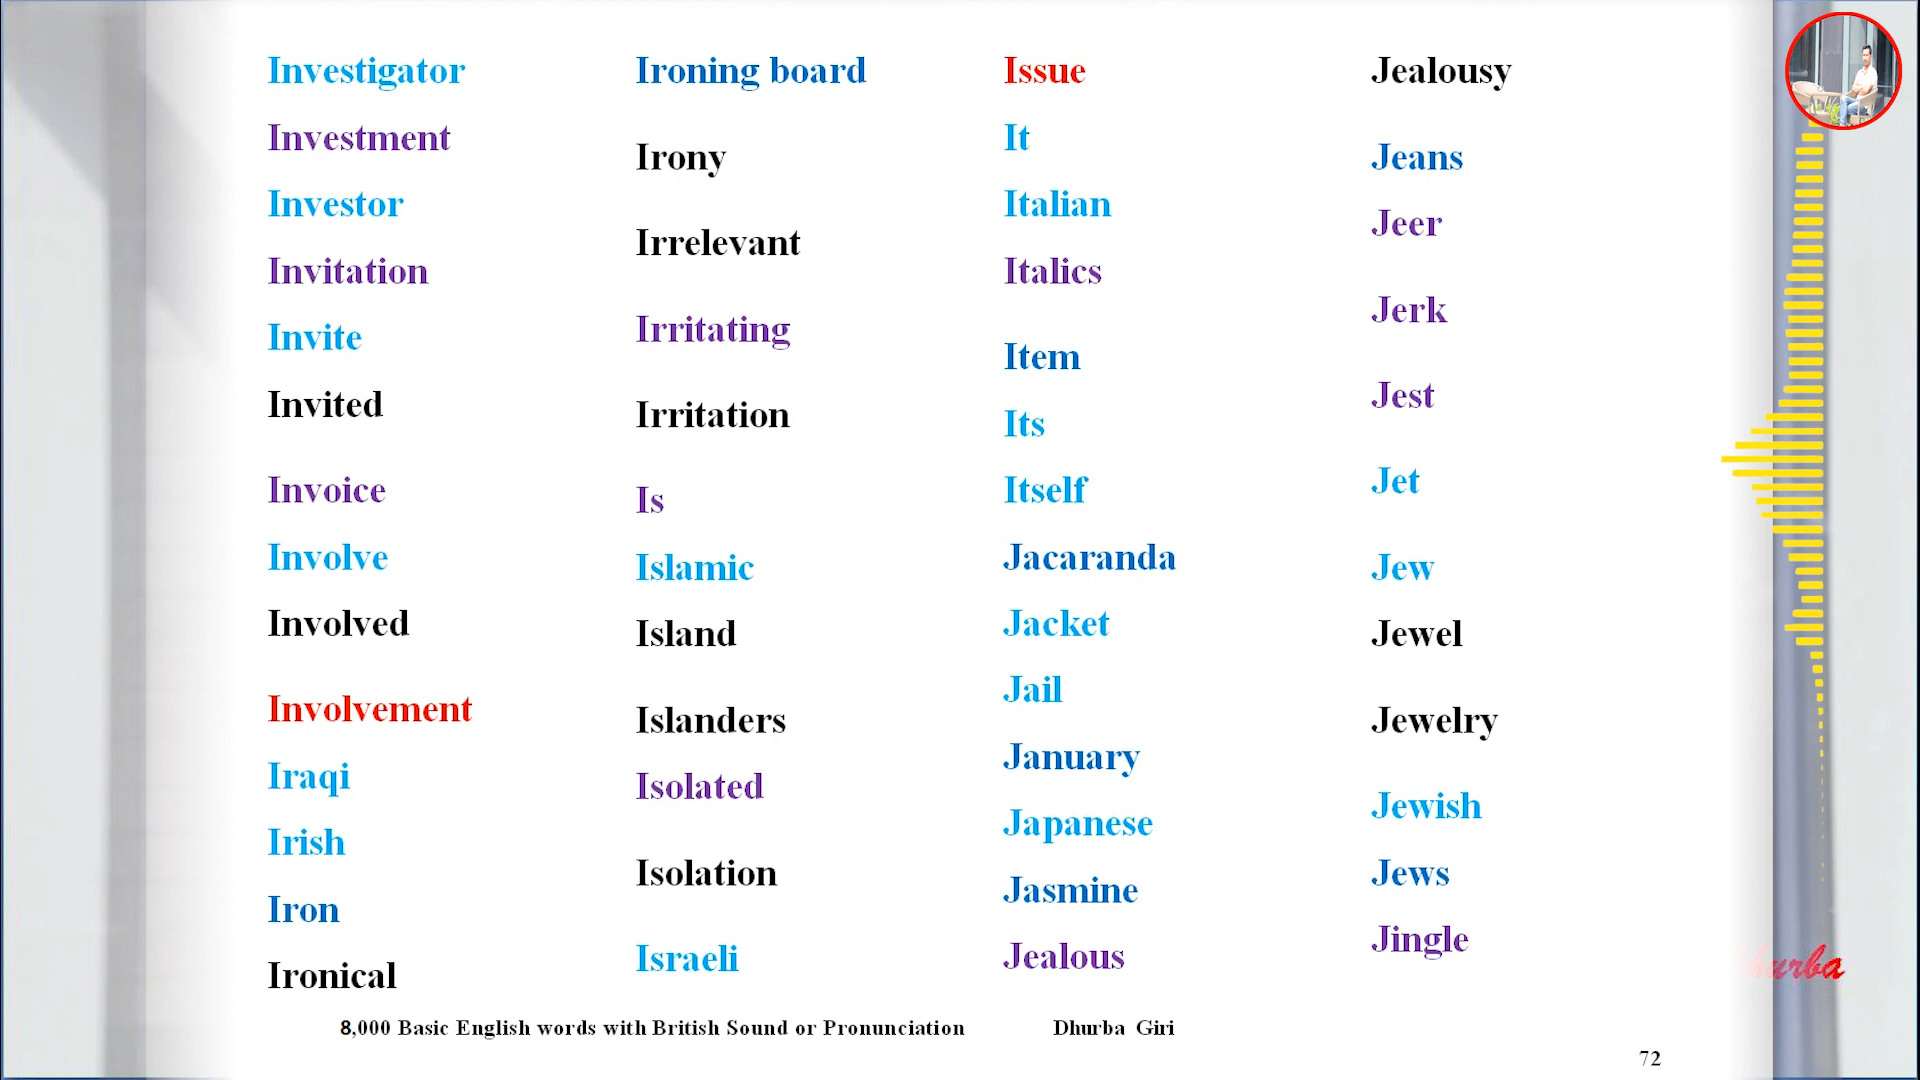 Investigator
Investment
Investor
Invitation
Invite
Invited
Invoice
Involve
Involved
Involvement
Iraqi
Irish
Iron
Ironical
Ironing board
Irony
Irrelevant
Irritating
Irritation
Is
Islamic
Island
Islanders
Isolated
Isolation
Israeli
Issue
It
Italian
Italics
Item
Its
Itself
Jacaranda
Jacket
Jail
January
Japanese
Jasmine
Jealous
Jealousy
Jeans
Jeer
Jerk
Jest
Jet
Jew
Jewel
Jewelry
Jewish
Jews
Jingle
8,000 Basic English words with British Sound or Pronunciation Dhurba Giri
72